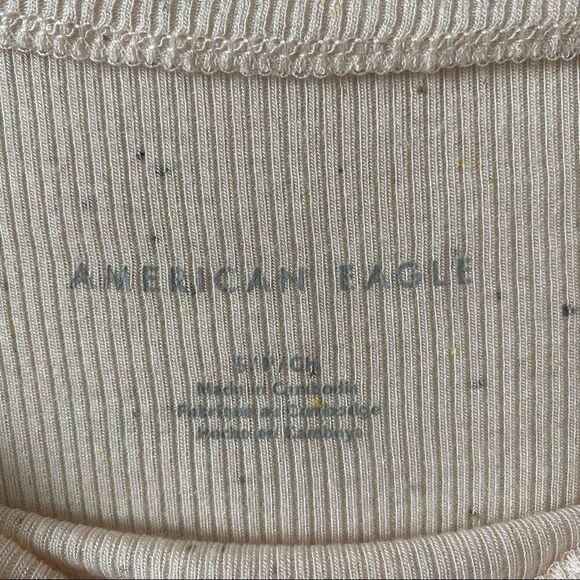 AMERICAN EAGLE
S/P/CH
Made in Cambodia
Fabriqué au Cambodge
Hecho en Camboya